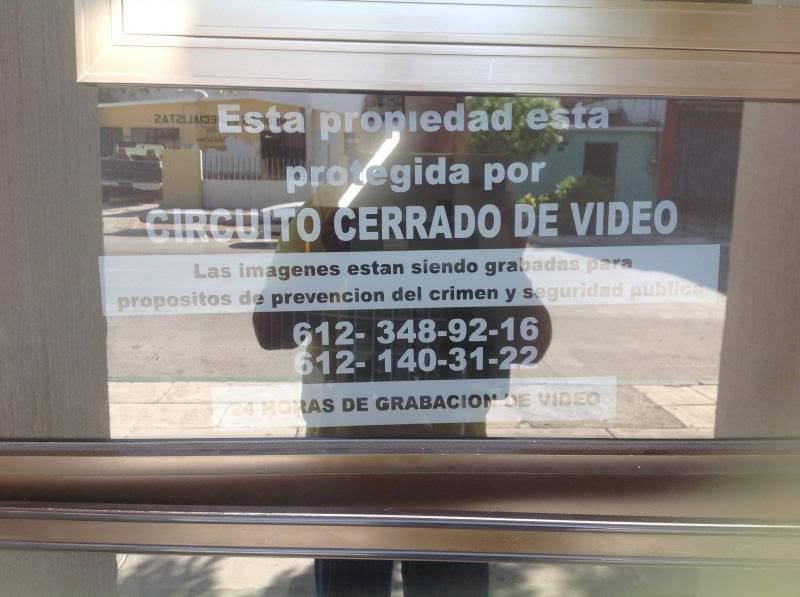 Esta propiedad esta
protegida por
CIRCUITO CERRADO DE VIDEO
Las imagenes estan siendo grabadas para
propositos de prevencion del crimen y seguridad publica
612- 348-92-16
612- 140-31-22
24 HORAS DE GRABACION DE VIDEO
ESPECIALISTAS